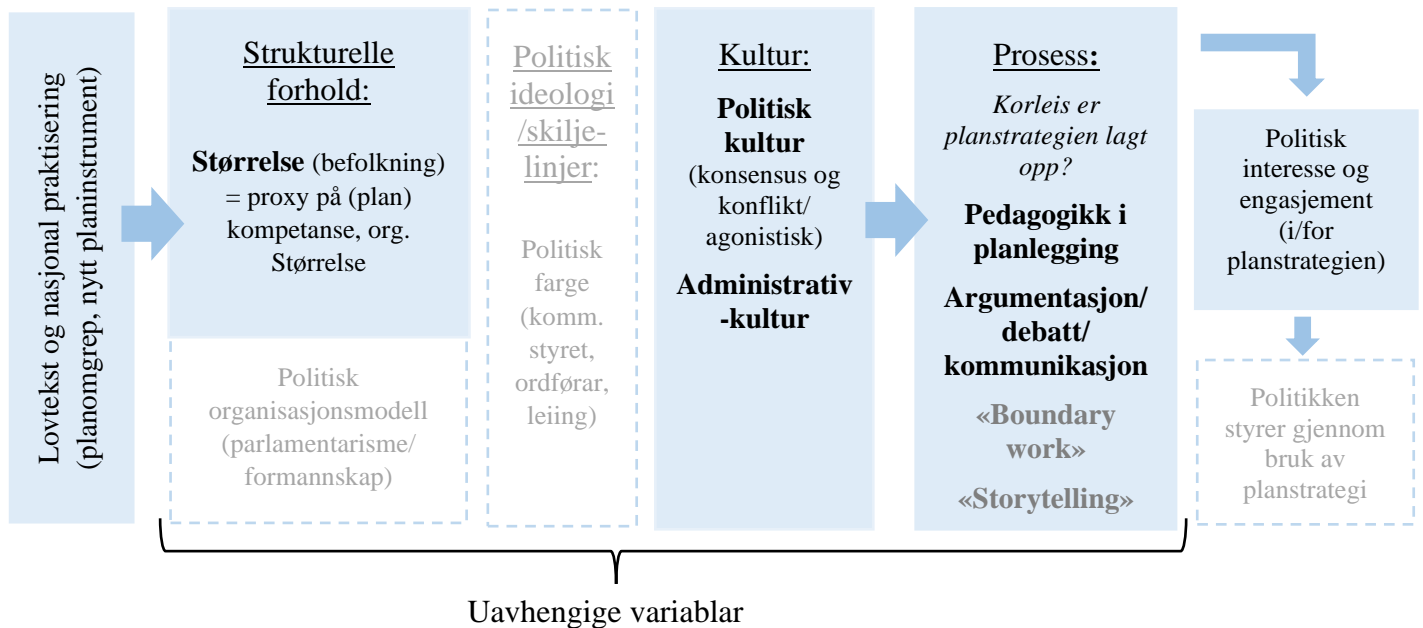 Lovtekst og nasjonal praktisering
(planomgrep, nytt planinstrument)
Strukturelle
forhold:
Størrelse (befolkning)
= proxy på (plan)
kompetanse, org.
Størrelse
Politisk
organisasjonsmodell
(parlamentarisme/
formannskap)
Politisk
ideologi
/skilje-
linjer:
Politisk
farge
(komm.
styret,
ordførar,
leiing)
Kultur:
Politisk
kultur
(konsensus og
konflikt/
agonistisk)
Administrativ
-kultur
Prosess:
Korleis er
planstrategien lagt
opp?
Pedagogikk i
planlegging
Argumentasjon/
debatt/
kommunikasjon
«Boundary
work»
«Storytelling»
Politisk
interesse og
engasjement
(i/for
planstrategien)
Politikken
styrer gjennom
bruk av
planstrategi
Uavhengige variablar